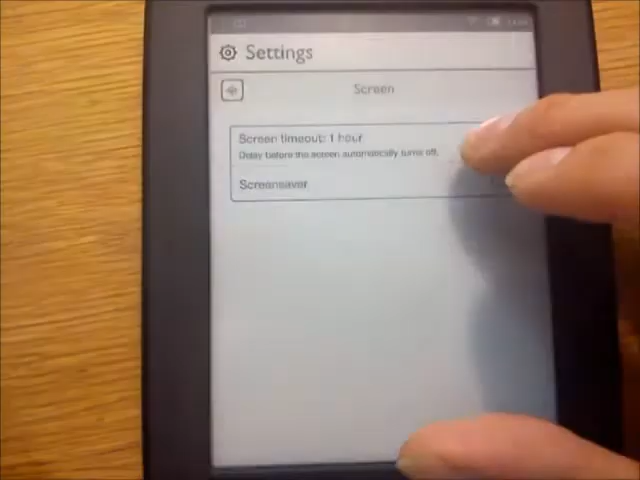 Settings
Screen
Screen timeout: 1 hour
Delay before the screen automatically turns off.
Screensaver